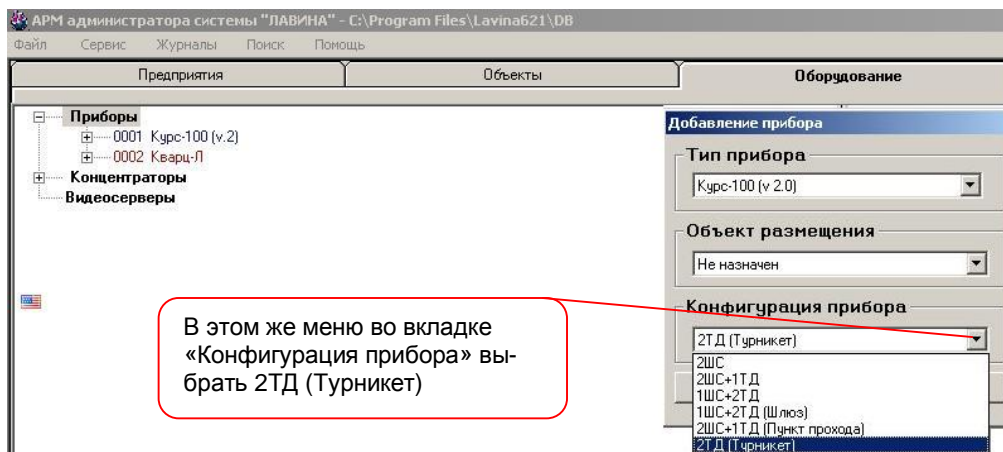 АРМ администратора системы "ЛАВИНА" - C:\Program Files\Lavina621\DB
Файл Сервис Журналы Поиск Помощь
Предприятия Объекты Оборудование
Приборы
0001 Курс-100 (v.2)
0002 Кварц-Л
Концентраторы
Видеосерверы
Добавление прибора
Тип прибора
Курс-100 (v 2.0)
Объект размещения
Не назначен
Конфигурация прибора
2ТД (Турникет)
2ШС
2ШС+1ТД
1ШС+2ТД
1ШС+2ТД (Шлюз)
2ШС+1ТД (Пункт прохода)
2ТД (Турникет)
В этом же меню во вкладке
«Конфигурация прибора» вы-
брать 2ТД (Турникет)